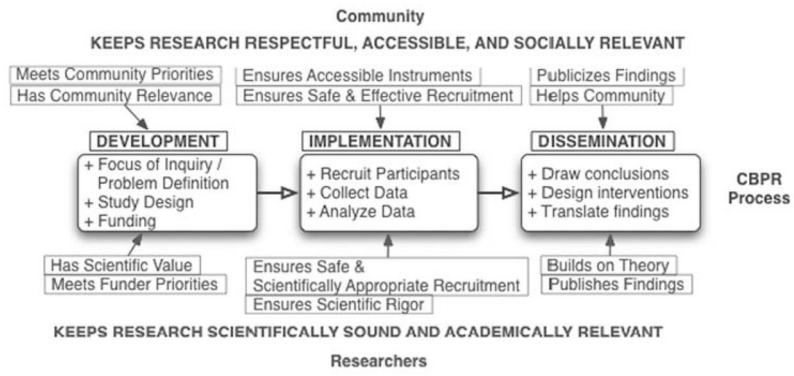 Community
KEEPS RESEARCH RESPECTFUL, ACCESSIBLE, AND SOCIALLY RELEVANT
Meets Community Priorities
Has Community Relevance
Ensures Accessible Instruments
Ensures Safe & Effective Recruitment
Publicizes Findings
Helps Community
DEVELOPMENT
+ Focus of Inquiry /
Problem Definition
+ Study Design
+ Funding
IMPLEMENTATION
+ Recruit Participants
+ Collect Data
+ Analyze Data
DISSEMINATION
+ Draw conclusions
+ Design interventions
+ Translate findings
CBPR
Process
Has Scientific Value
Meets Funder Priorities
Ensures Safe &
Scientifically Appropriate Recruitment
Ensures Scientific Rigor
Builds on Theory
Publishes Findings
KEEPS RESEARCH SCIENTIFICALLY SOUND AND ACADEMICALLY RELEVANT
Researchers